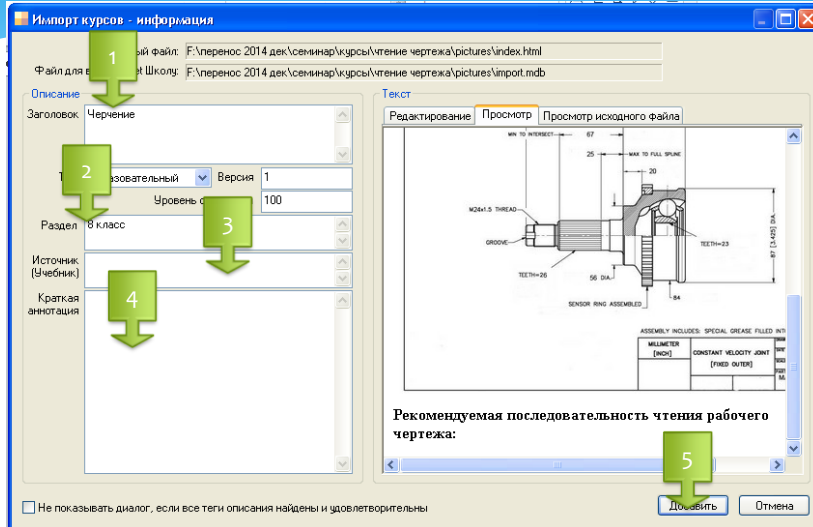 Импорт курсов - информация
1
ый файл: F:\перенос 2014 дек\семинар\курсы\чтение чертежа\pictures\index.html
Файл для в et Школу: F:\перенос 2014 дек\семинар\курсы\чтение чертежа\pictures\import.mdb
Описание
Заголовок Черчение
2
азовательный Версия 1
Уровень 100
3
Раздел 8 класс
Источник
(Учебник)
4
Краткая
аннотация
Текст
Редактирование Просмотр Просмотр исходного файла
MIN TO INTERSECT 67
25 MAX TO FULL SPLINE
20
M24x1.5 THREAD
GROOVE
TEETH=23
TEETH=26
56 DIA.
87 [3.425] DIA.
SENSOR RING ASSEMBLED
84
ASSEMBLY INCLUDES: SPECIAL GREASE FILLED
MILLIMETER
[INCH]
CONSTANT VELOCITY JOINT
[FIXED OUTER]
Рекомендуемая последовательность чтения рабочего
чертежа:
5
Не показывать диалог, если все теги описания найдены и удовлетворительны
Добавить Отмена